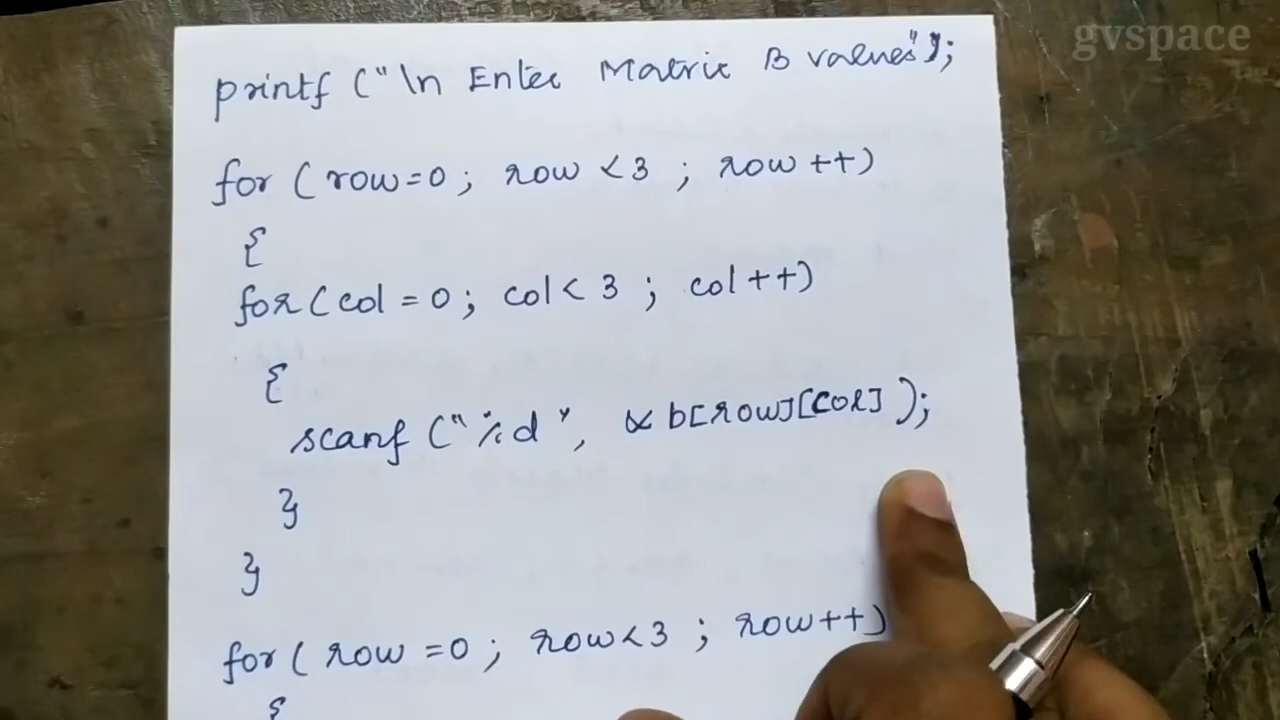 gvspace
printf ("\n Enter Matrix B values");
for (row=0; row <3 ; row ++)
{
for (col = 0; col < 3 ; col ++)
{
scanf ("%d", & b[row][col] );
}
}
for ( row =0 ; row<3 ; row++)
{